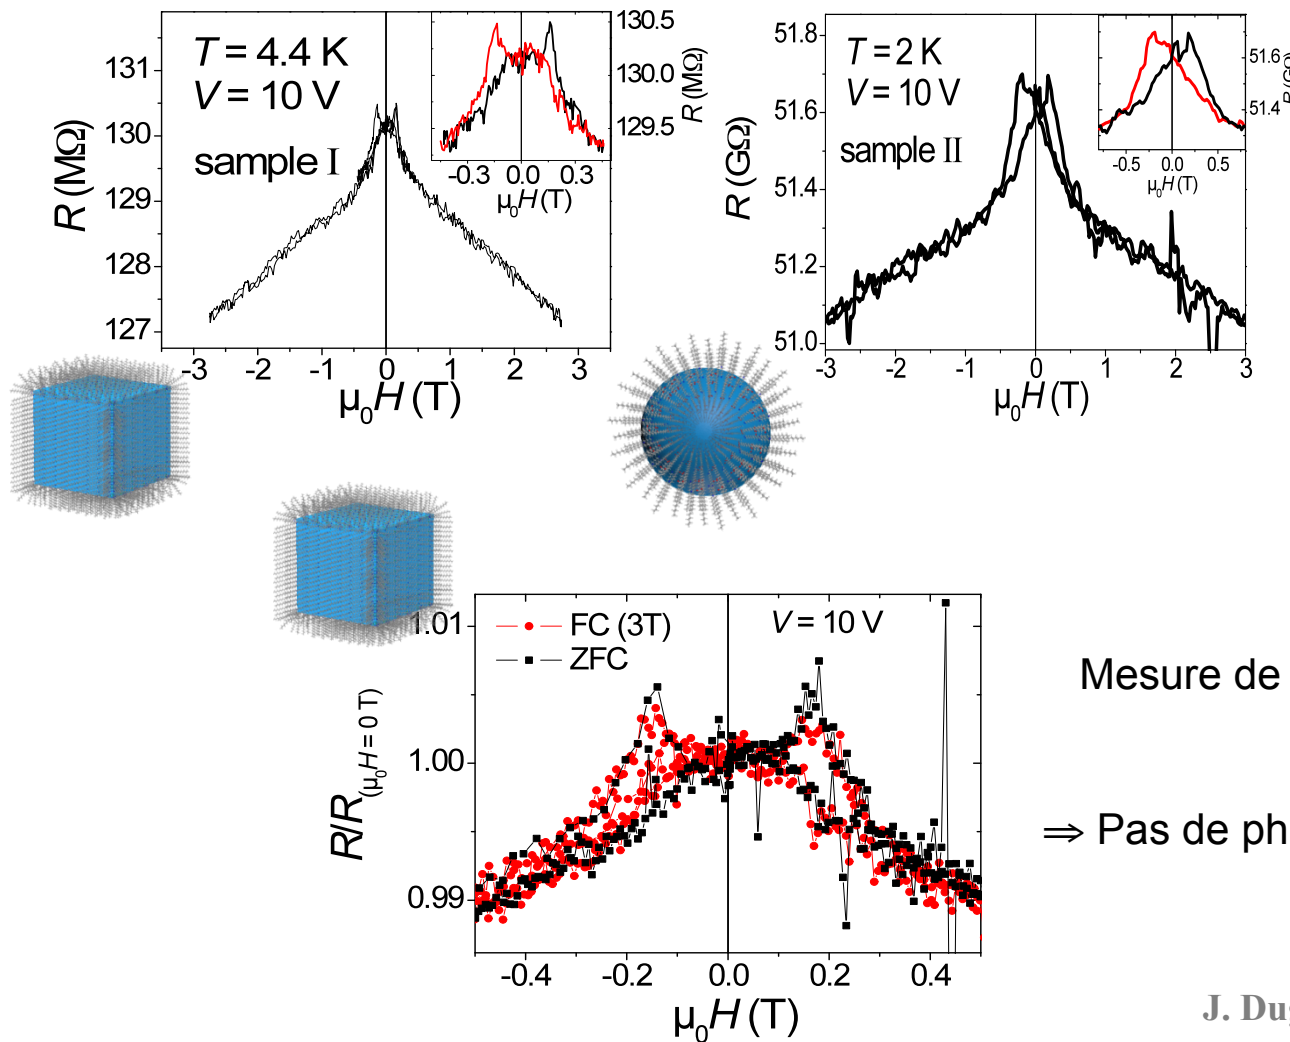 T = 4.4 K
V = 10 V
sample I
R (MΩ)
131
130
129
128
127
-3 -2 -1 0 1 2 3
μ₀H (T)
130.5
130.0
129.5
R (MΩ)
-0.3 0.0 0.3
μ₀H (T)
T = 2 K
V = 10 V
sample II
R (GΩ)
51.8
51.6
51.4
51.2
51.0
-3 -2 -1 0 1 2 3
μ₀H (T)
51.6
51.4
R (GΩ)
-0.5 0.0 0.5
μ₀H (T)
FC (3T)
ZFC
V = 10 V
R/R(μ₀H = 0 T)
1.01
1.00
0.99
-0.4 -0.2 0.0 0.2 0.4
μ₀H (T)
Mesure de
⇒ Pas de ph
J. Dug